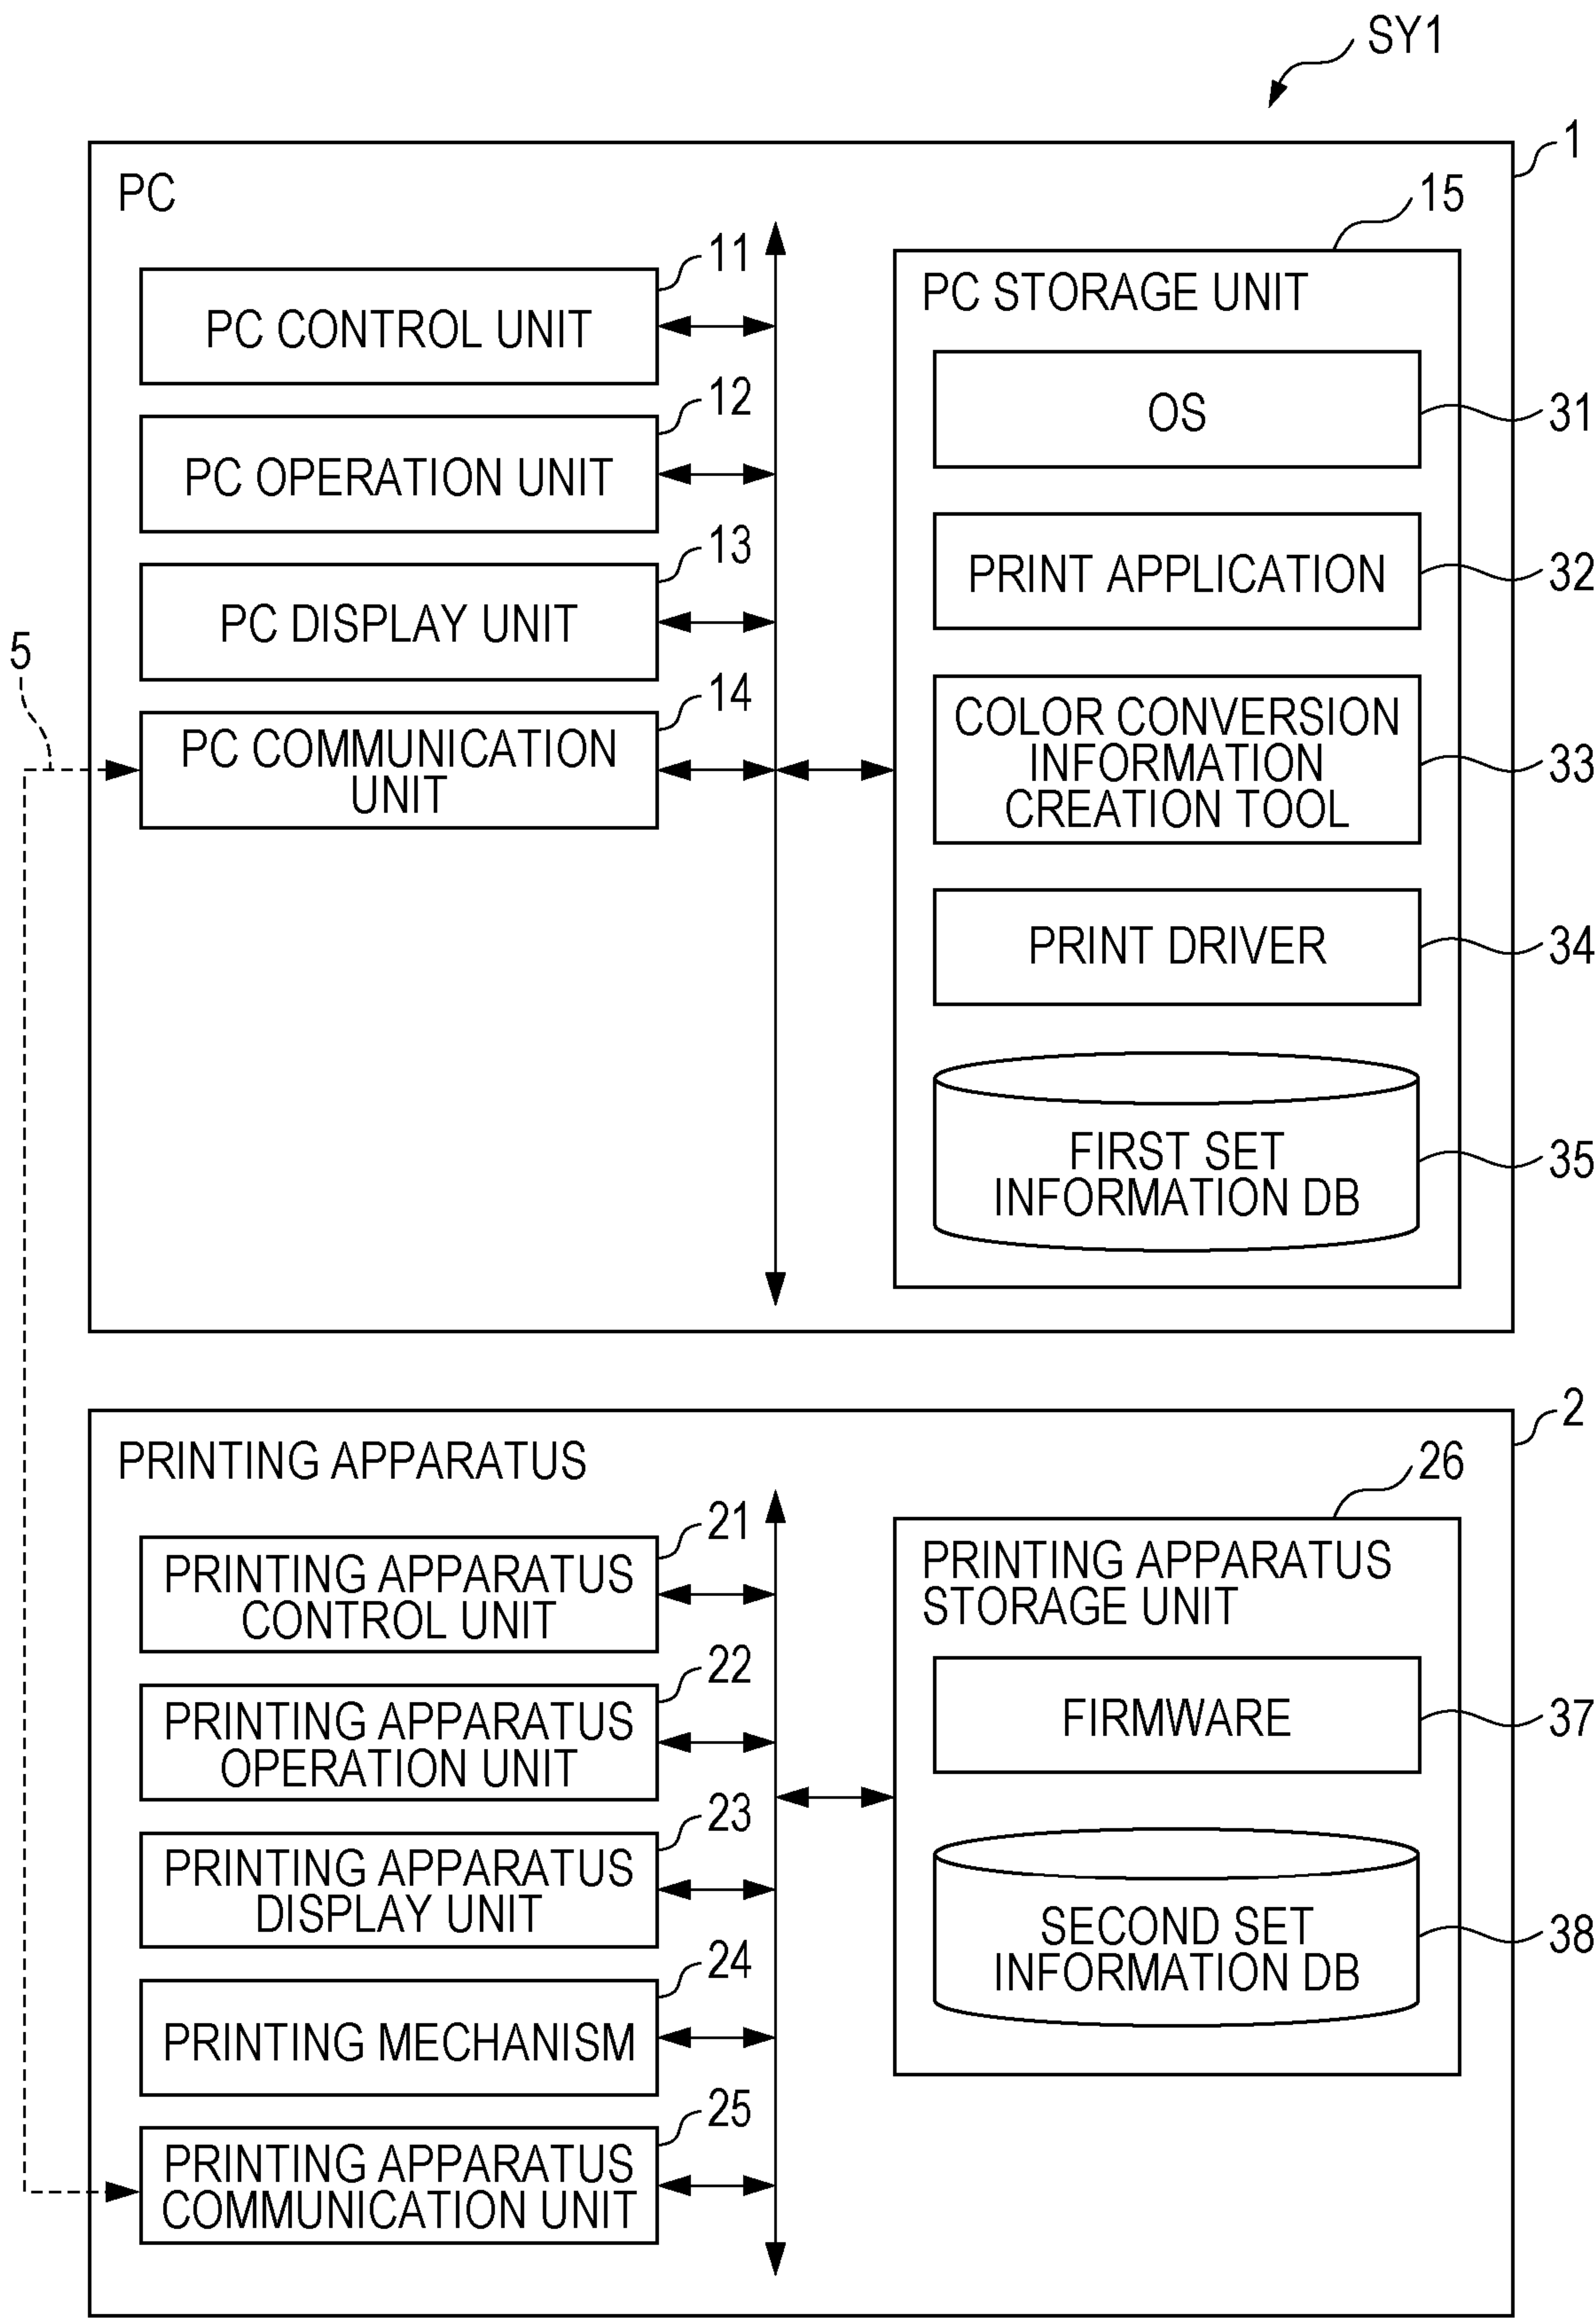 SY1
1
PC
15
11
PC CONTROL UNIT
PC STORAGE UNIT
12
PC OPERATION UNIT
OS
31
13
PC DISPLAY UNIT
PRINT APPLICATION
32
5
14
PC COMMUNICATION
UNIT
COLOR CONVERSION
INFORMATION
CREATION TOOL
33
PRINT DRIVER
34
FIRST SET
INFORMATION DB
35
2
PRINTING APPARATUS
26
21
PRINTING APPARATUS
CONTROL UNIT
PRINTING APPARATUS
STORAGE UNIT
22
PRINTING APPARATUS
OPERATION UNIT
FIRMWARE
37
23
PRINTING APPARATUS
DISPLAY UNIT
SECOND SET
INFORMATION DB
38
24
PRINTING MECHANISM
25
PRINTING APPARATUS
COMMUNICATION UNIT